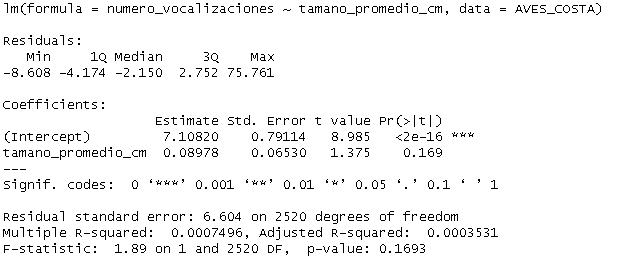 lm(formula = numero_vocalizaciones ~ tamano_promedio_cm, data = AVES_COSTA)
Residuals:
Min 1Q Median 3Q Max
-8.608 -4.174 -2.150 2.752 75.761
Coefficients:
Estimate Std. Error t value Pr(>|t|)
(Intercept) 7.10820 0.79114 8.985 <2e-16 ***
tamano_promedio_cm 0.08978 0.06530 1.375 0.169
---
Signif. codes: 0 ‘***’ 0.001 ‘**’ 0.01 ‘*’ 0.05 ‘.’ 0.1 ‘ ’ 1
Residual standard error: 6.604 on 2520 degrees of freedom
Multiple R-squared: 0.0007496, Adjusted R-squared: 0.0003531
F-statistic: 1.89 on 1 and 2520 DF, p-value: 0.1693